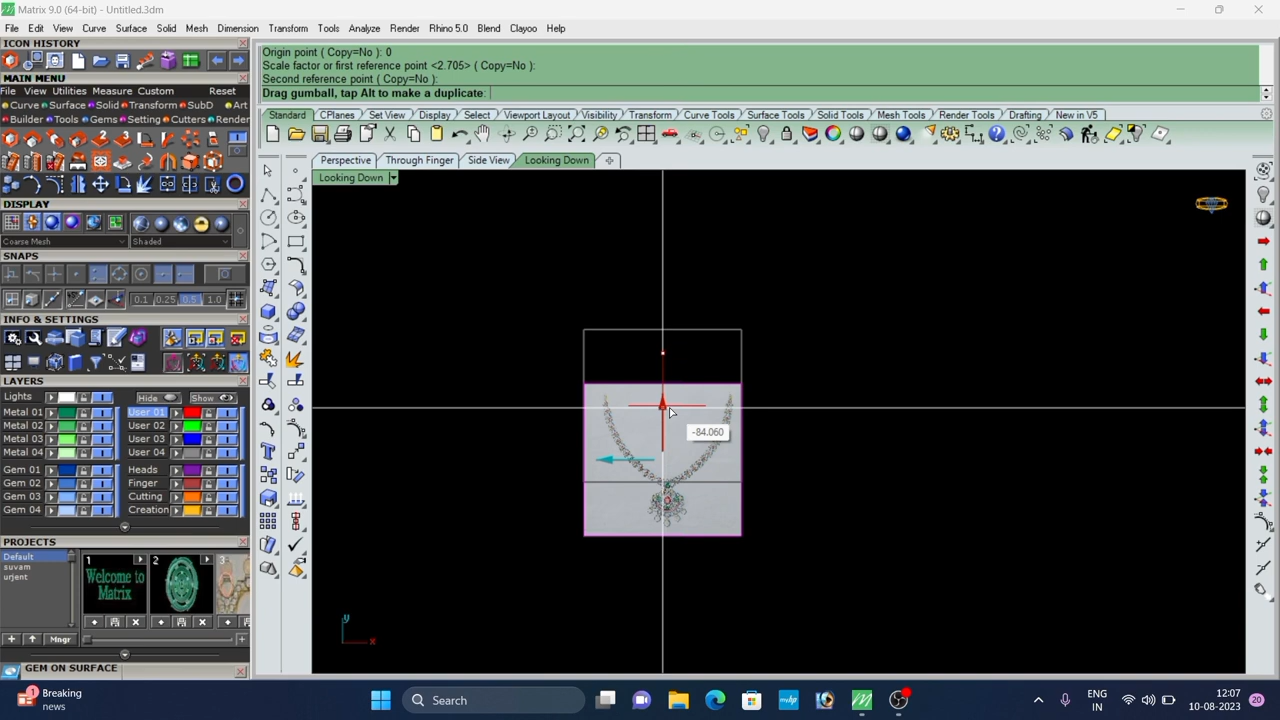 Matrix 9.0 (64-bit) - Untitled.3dm
File Edit View Curve Surface Solid Mesh Dimension Transform Tools Analyze Render Rhino 5.0 Blend Clayoo Help
ICON HISTORY
Origin point ( Copy=No ): 0
Scale factor or first reference point <2.705> ( Copy=No ):
Second reference point ( Copy=No ):
Drag gumball, tap Alt to make a duplicate:
MAIN MENU
File View Utilities Measure Custom
Curve Surface Solid Transform SubD Art
Builder Tools Gems Setting Cutters Render
Standard CPlanes Set View Display Select Viewport Layout Visibility Transform Curve Tools Surface Tools Solid Tools Mesh Tools Render Tools Drafting New in V5
Perspective Through Finger Side View Looking Down
Looking Down
DISPLAY
Coarse Mesh Shaded
SNAPS
0.1 0.25 0.5 1.0
INFO & SETTINGS
LAYERS
Lights Hide Show
Metal 01 User 01
Metal 02 User 02
Metal 03 User 03
Metal 04 User 04
Gem 01 Heads
Gem 02 Finger
Gem 03 Cutting
Gem 04 Creation
-84.060
y
x
PROJECTS
Default
suvam
urjent
1 2 3
Welcome to Matrix
Mngr
GEM ON SURFACE
1
Breaking news
Search
ENG
IN
12:07
10-08-2023
20